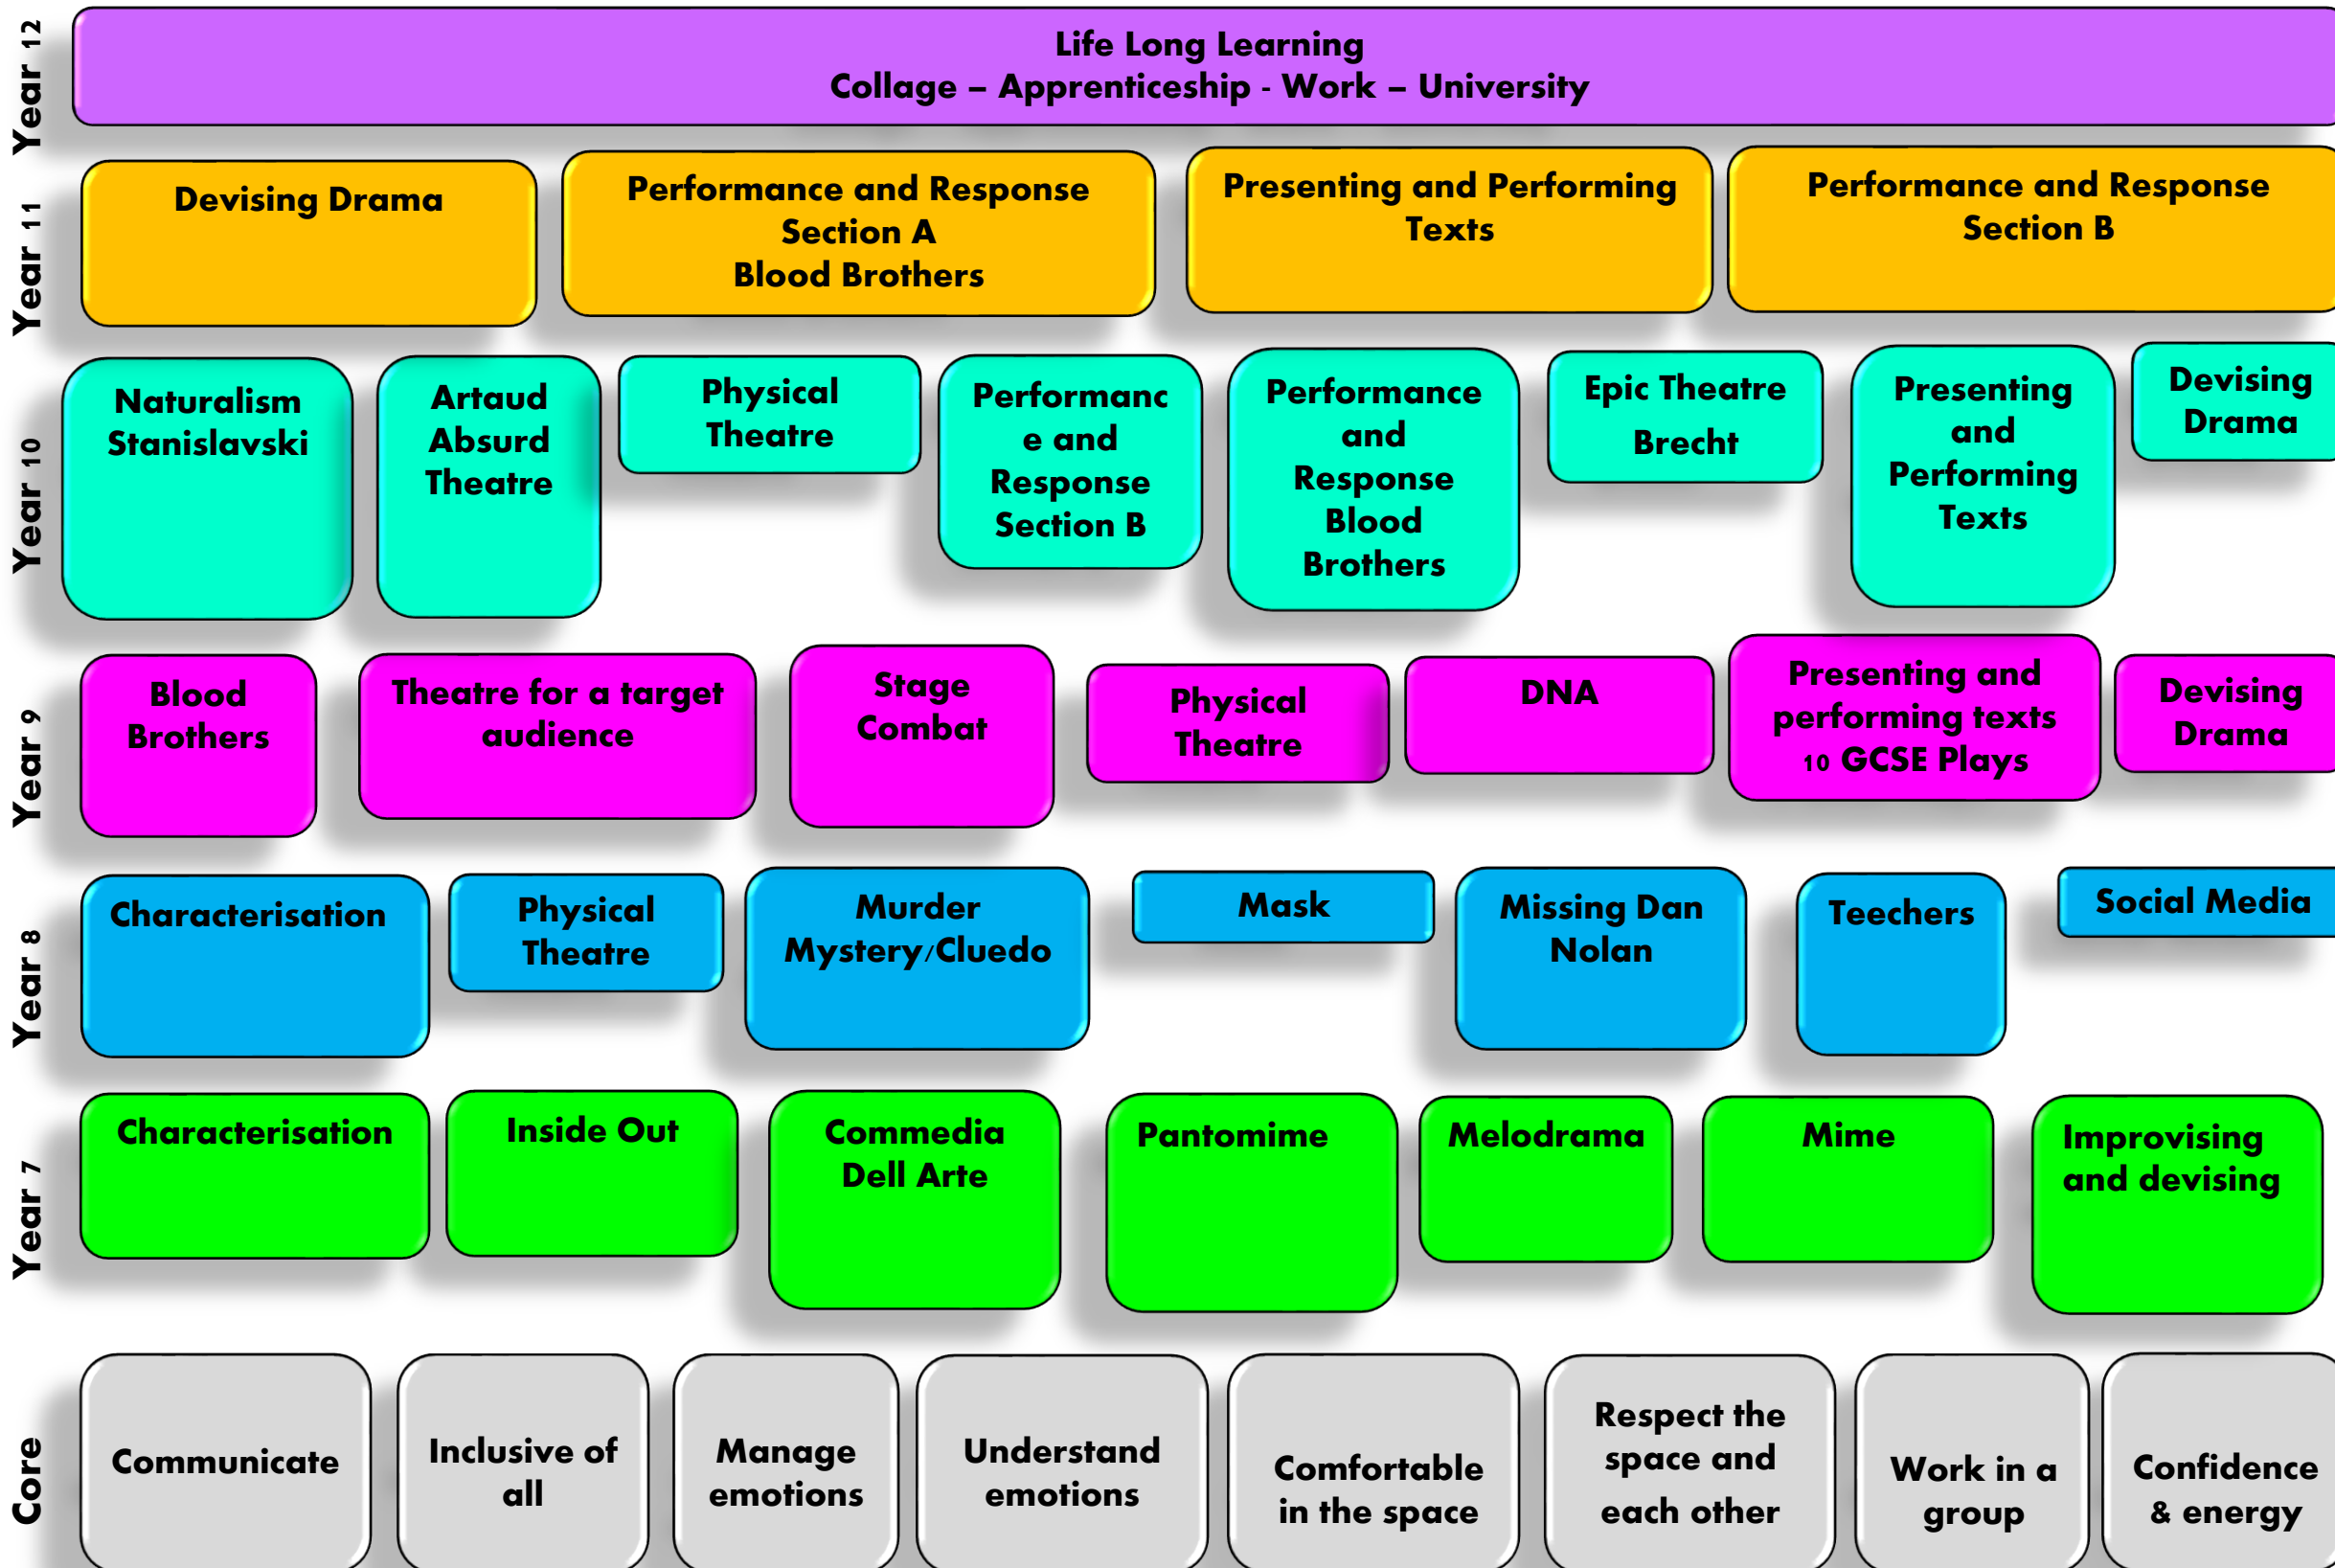 Year 12
Life Long Learning
Collage – Apprenticeship - Work – University
Year 11
Devising Drama
Performance and Response
Section A
Blood Brothers
Presenting and Performing
Texts
Performance and Response
Section B
Year 10
Naturalism
Stanislavski
Artaud
Absurd
Theatre
Physical
Theatre
Performanc
e and
Response
Section B
Performance
and
Response
Blood
Brothers
Epic Theatre
Brecht
Presenting
and
Performing
Texts
Devising
Drama
Year 9
Blood
Brothers
Theatre for a target
audience
Stage
Combat
Physical
Theatre
DNA
Presenting and
performing texts
10 GCSE Plays
Devising
Drama
Year 8
Characterisation
Physical
Theatre
Murder
Mystery/Cluedo
Mask
Missing Dan
Nolan
Teechers
Social Media
Year 7
Characterisation
Inside Out
Commedia
Dell Arte
Pantomime
Melodrama
Mime
Improvising
and devising
Core
Communicate
Inclusive of
all
Manage
emotions
Understand
emotions
Comfortable
in the space
Respect the
space and
each other
Work in a
group
Confidence
& energy